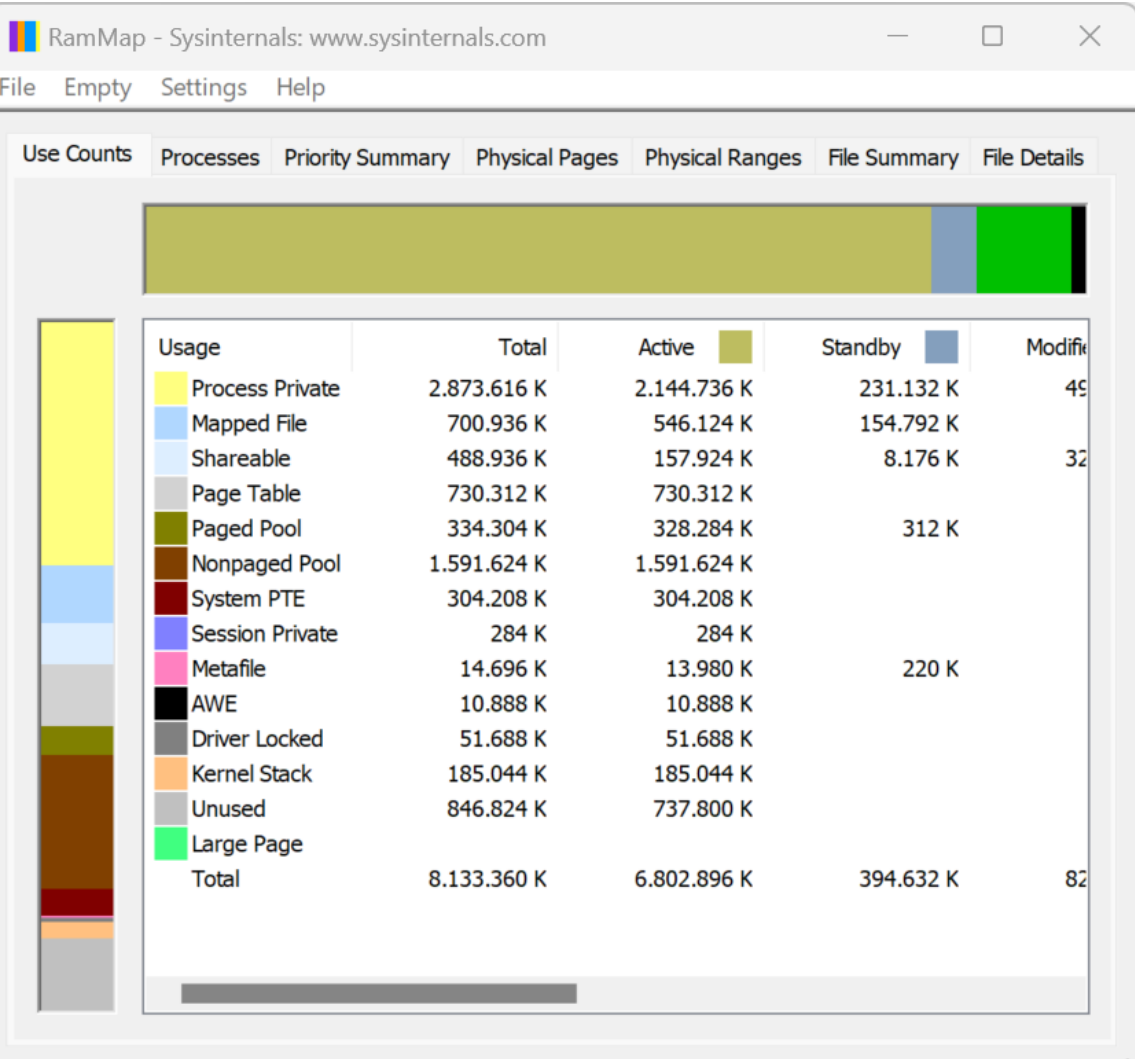 RamMap - Sysinternals: www.sysinternals.com
File Empty Settings Help
Use Counts Processes Priority Summary Physical Pages Physical Ranges File Summary File Details
Usage Total Active Standby Modifie
Process Private 2.873.616 K 2.144.736 K 231.132 K 49
Mapped File 700.936 K 546.124 K 154.792 K
Shareable 488.936 K 157.924 K 8.176 K 32
Page Table 730.312 K 730.312 K
Paged Pool 334.304 K 328.284 K 312 K
Nonpaged Pool 1.591.624 K 1.591.624 K
System PTE 304.208 K 304.208 K
Session Private 284 K 284 K
Metafile 14.696 K 13.980 K 220 K
AWE 10.888 K 10.888 K
Driver Locked 51.688 K 51.688 K
Kernel Stack 185.044 K 185.044 K
Unused 846.824 K 737.800 K
Large Page
Total 8.133.360 K 6.802.896 K 394.632 K 82